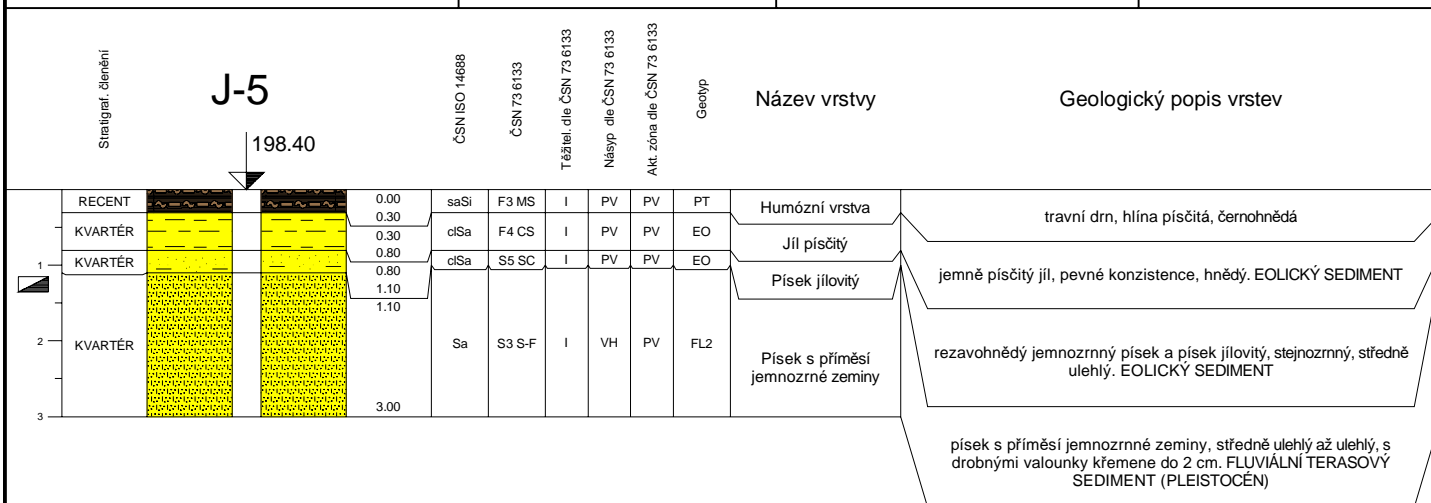 Stratigraf. členění
J-5
198.40
ČSN ISO 14688
ČSN 73 6133
Těžitel. dle ČSN 73 6133
Násyp dle ČSN 73 6133
Akt. zóna dle ČSN 73 6133
Geotyp
Název vrstvy
Geologický popis vrstev
RECENT
0.00
0.30
saSi
F3 MS
I
PV
PV
PT
Humózní vrstva
travní drn, hlína písčitá, černohnědá
KVARTÉR
0.30
0.80
clSa
F4 CS
I
PV
PV
EO
Jíl písčitý
jemně písčitý jíl, pevné konzistence, hnědý. EOLICKÝ SEDIMENT
1
KVARTÉR
0.80
1.10
clSa
S5 SC
I
PV
PV
EO
Písek jílovitý
rezavohnědý jemnozrnný písek a písek jílovitý, stejnozrnný, středně
ulehlý. EOLICKÝ SEDIMENT
2
KVARTÉR
1.10
3.00
Sa
S3 S-F
I
VH
PV
FL2
Písek s příměsí
jemnozrné zeminy
3
písek s příměsí jemnozrnné zeminy, středně ulehlý až ulehlý, s
drobnými valounky křemene do 2 cm. FLUVIÁLNÍ TERASOVÝ
SEDIMENT (PLEISTOCÉN)